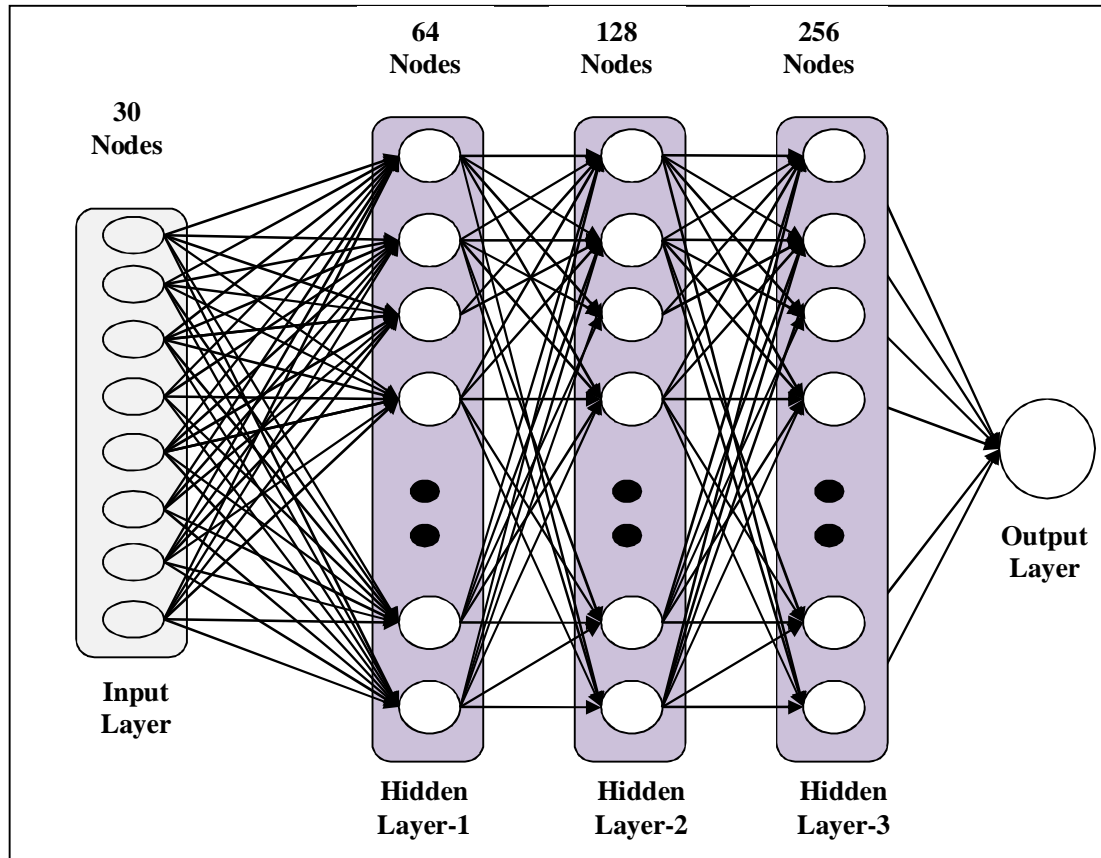 64
Nodes
128
Nodes
256
Nodes
30
Nodes
Input
Layer
Hidden
Layer-1
Hidden
Layer-2
Hidden
Layer-3
Output
Layer